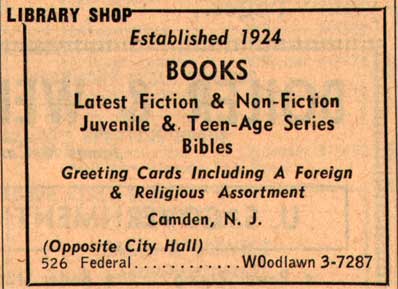 LIBRARY SHOP
Established 1924
BOOKS
Latest Fiction & Non-Fiction
Juvenile & Teen-Age Series
Bibles
Greeting Cards Including A Foreign
& Religious Assortment
Camden, N. J.
(Opposite City Hall)
526 Federal............WOodlawn 3-7287